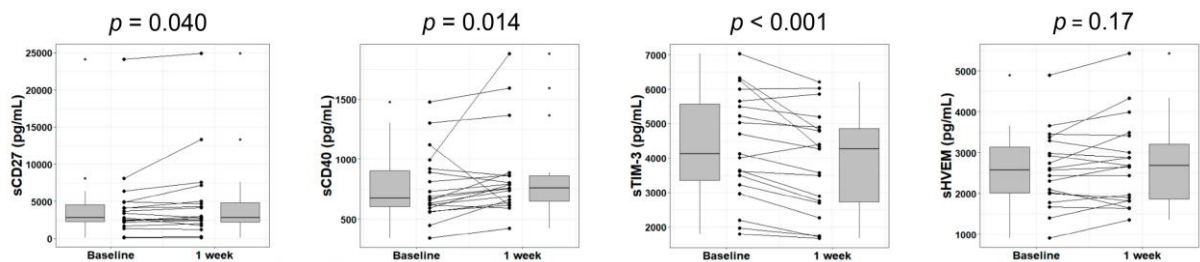 p = 0.040
sCD27 (pg/mL)
25000
20000
15000
10000
5000
0
Baseline
1 week
p = 0.014
sCD40 (pg/mL)
1500
1000
500
Baseline
1 week
p < 0.001
sTIM-3 (pg/mL)
7000
6000
5000
4000
3000
2000
Baseline
1 week
p = 0.17
sHVEM (pg/mL)
5000
4000
3000
2000
1000
Baseline
1 week